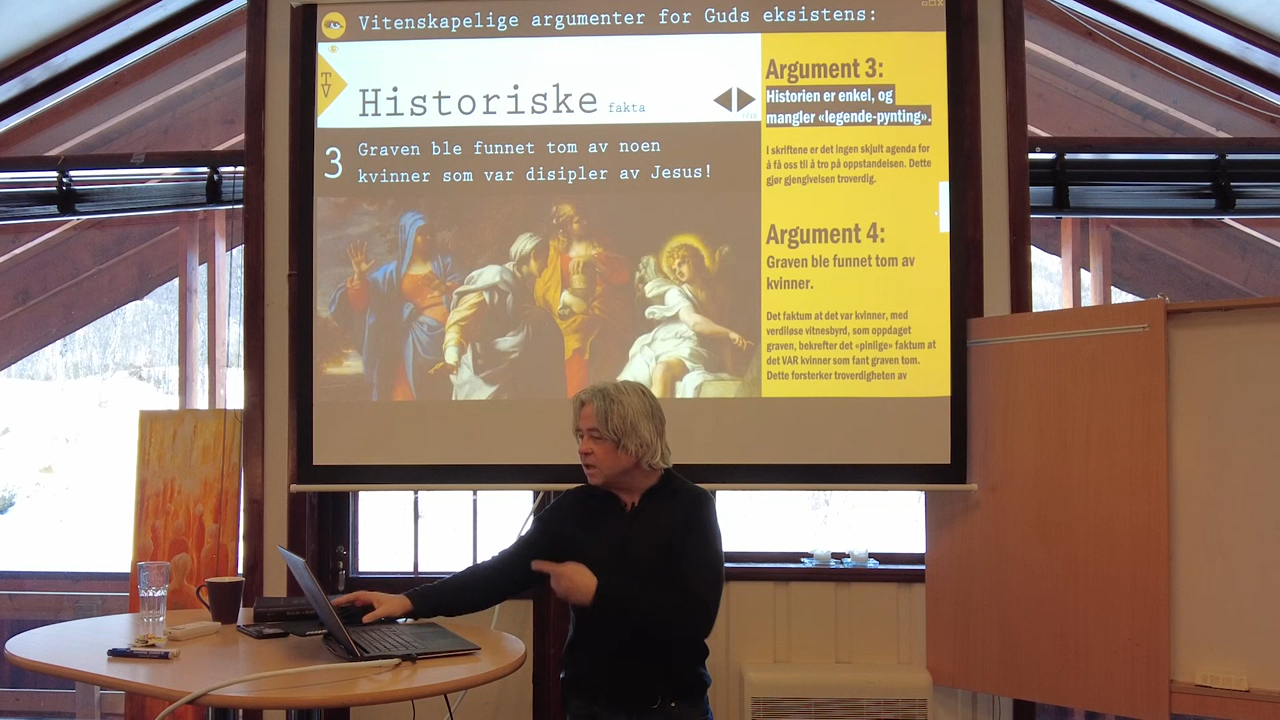 Vitenskapelige argumenter for Guds eksistens:
TV
Historiske fakta
3 Graven ble funnet tom av noen
kvinner som var disipler av Jesus!
Argument 3:
Historien er enkel, og
mangler «legende-pynting».
I skriftene er det ingen skjult agenda for
å få oss til å tro på oppstandelsen. Dette
gjør gjengivelsen troverdig.
Argument 4:
Graven ble funnet tom av
kvinner.
Det faktum at det var kvinner, med
verdiløse vitnesbyrd, som oppdaget
graven, bekrefter det «pinlige» faktum at
det VAR kvinner som fant graven tom.
Dette forsterker troverdigheten av